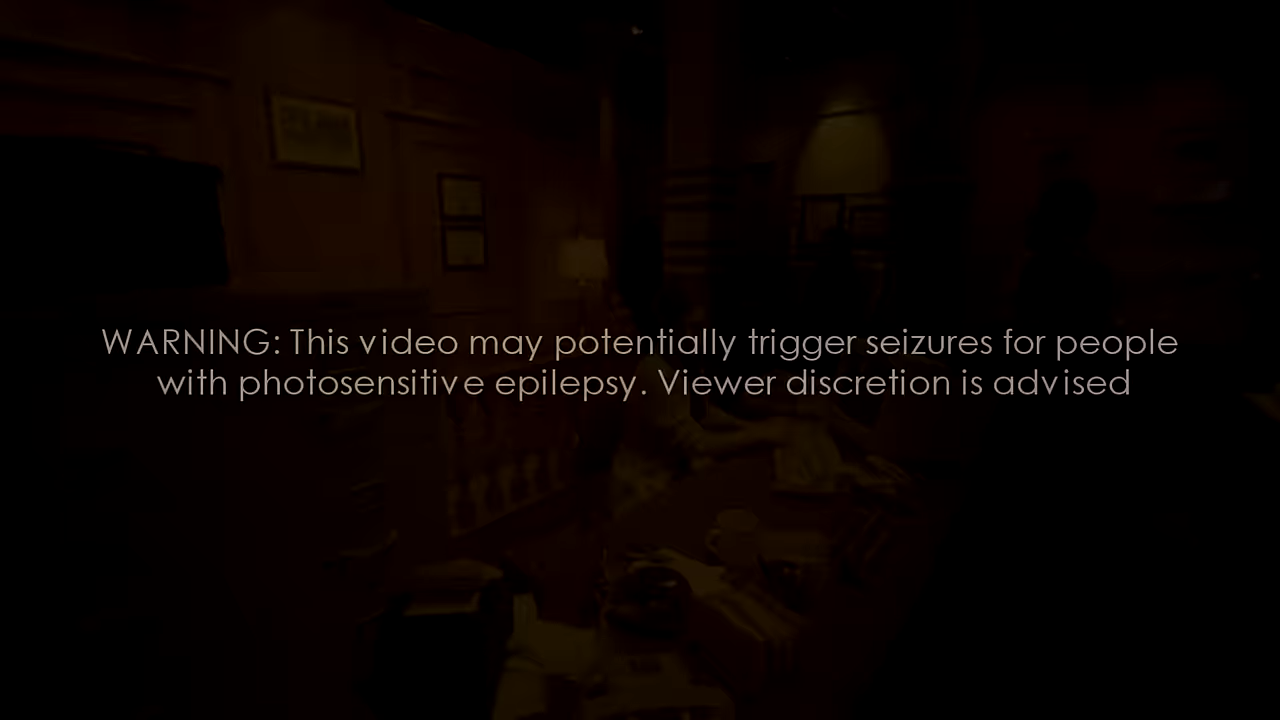 WARNING: This video may potentially trigger seizures for people
with photosensitive epilepsy. Viewer discretion is advised